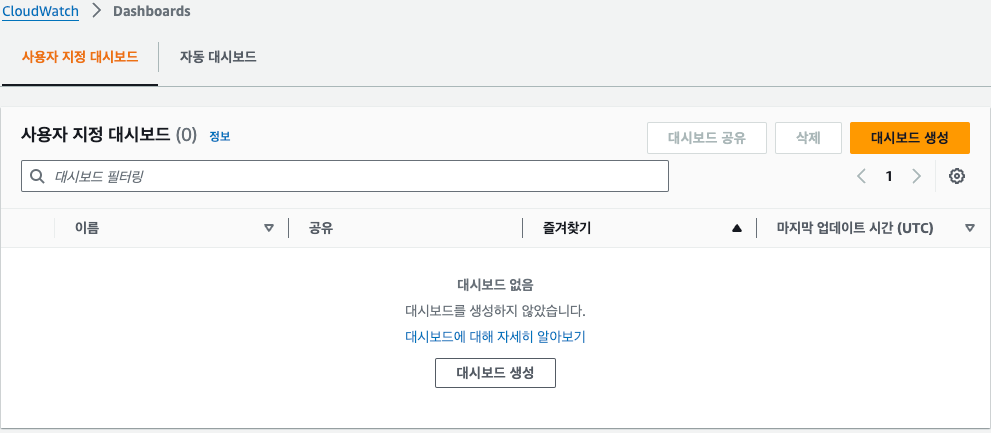 CloudWatch > Dashboards
사용자 지정 대시보드 자동 대시보드
사용자 지정 대시보드 (0) 정보
대시보드 공유 삭제 대시보드 생성
대시보드 필터링 1
이름 공유 즐겨찾기 마지막 업데이트 시간 (UTC)
대시보드 없음
대시보드를 생성하지 않았습니다.
대시보드에 대해 자세히 알아보기
대시보드 생성